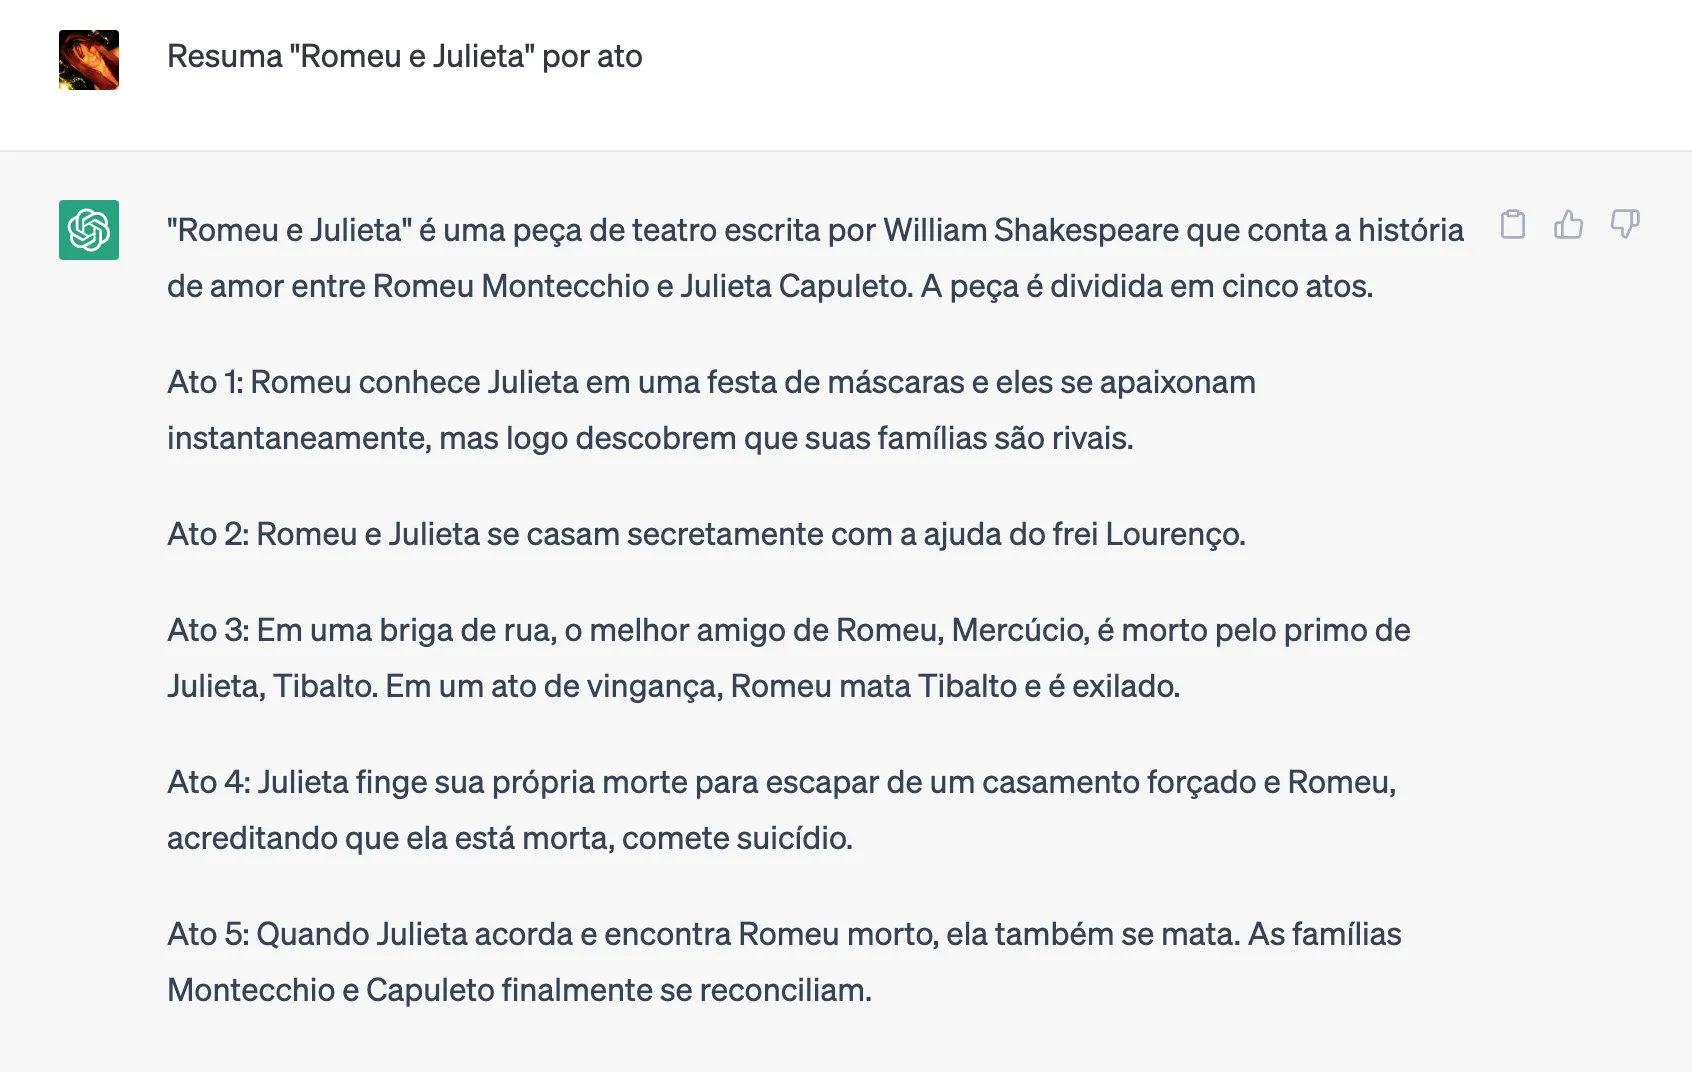 Resuma "Romeu e Julieta" por ato
"Romeu e Julieta" é uma peça de teatro escrita por William Shakespeare que conta a história
de amor entre Romeu Montecchio e Julieta Capuleto. A peça é dividida em cinco atos.
Ato 1: Romeu conhece Julieta em uma festa de máscaras e eles se apaixonam
instantaneamente, mas logo descobrem que suas famílias são rivais.
Ato 2: Romeu e Julieta se casam secretamente com a ajuda do frei Lourenço.
Ato 3: Em uma briga de rua, o melhor amigo de Romeu, Mercúcio, é morto pelo primo de
Julieta, Tibalto. Em um ato de vingança, Romeu mata Tibalto e é exilado.
Ato 4: Julieta finge sua própria morte para escapar de um casamento forçado e Romeu,
acreditando que ela está morta, comete suicídio.
Ato 5: Quando Julieta acorda e encontra Romeu morto, ela também se mata. As famílias
Montecchio e Capuleto finalmente se reconciliam.